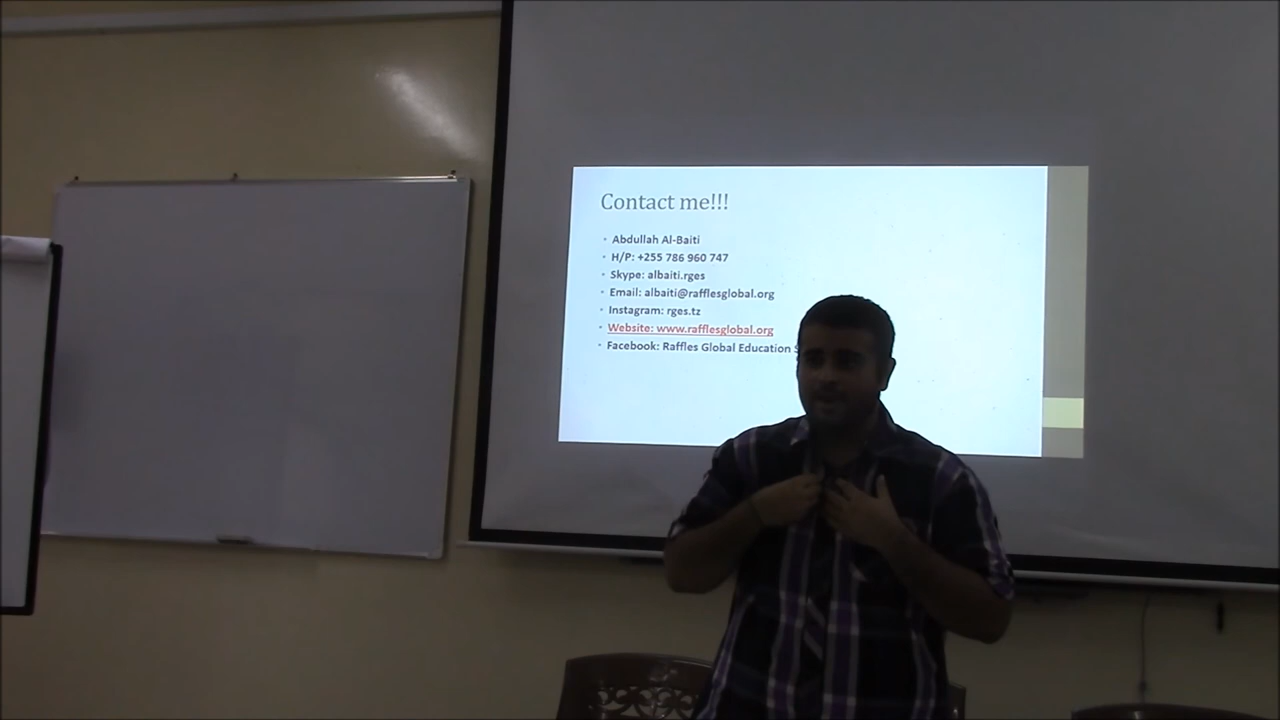 Contact me!!!
• Abdullah Al-Baiti
• H/P: +255 786 960 747
• Skype: albaiti.rges
• Email: albaiti@rafflesglobal.org
• Instagram: rges.tz
• Website: www.rafflesglobal.org
• Facebook: Raffles Global Education